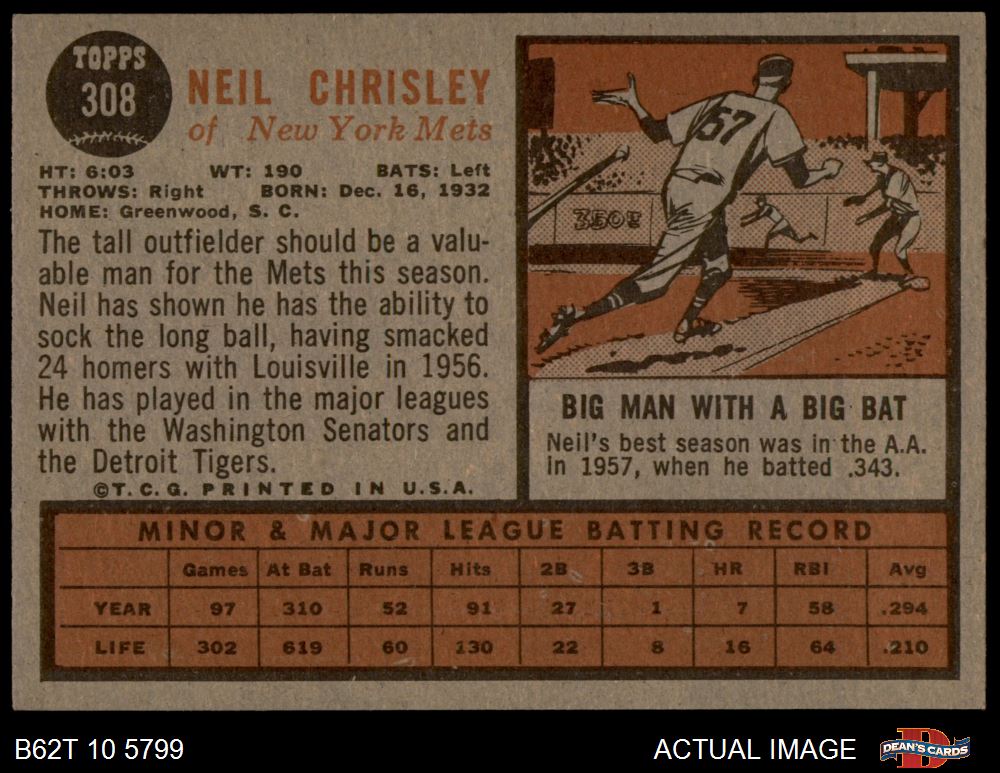 TOPPS
308
NEIL CHRISLEY
of New York Mets
HT: 6:03 WT: 190 BATS: Left
THROWS: Right BORN: Dec. 16, 1932
HOME: Greenwood, S. C.
The tall outfielder should be a valu-
able man for the Mets this season.
Neil has shown he has the ability to
sock the long ball, having smacked
24 homers with Louisville in 1956.
He has played in the major leagues
with the Washington Senators and
the Detroit Tigers.
©T. C. G. PRINTED IN U.S.A.
57
350
BIG MAN WITH A BIG BAT
Neil's best season was in the A.A.
in 1957, when he batted .343.
MINOR & MAJOR LEAGUE BATTING RECORD
Games At Bat Runs Hits 2B 3B HR RBI Avg
YEAR 97 310 52 91 27 1 7 58 .294
LIFE 302 619 60 130 22 8 16 64 .210
B62T 10 5799
ACTUAL IMAGE
DEAN'S CARDS